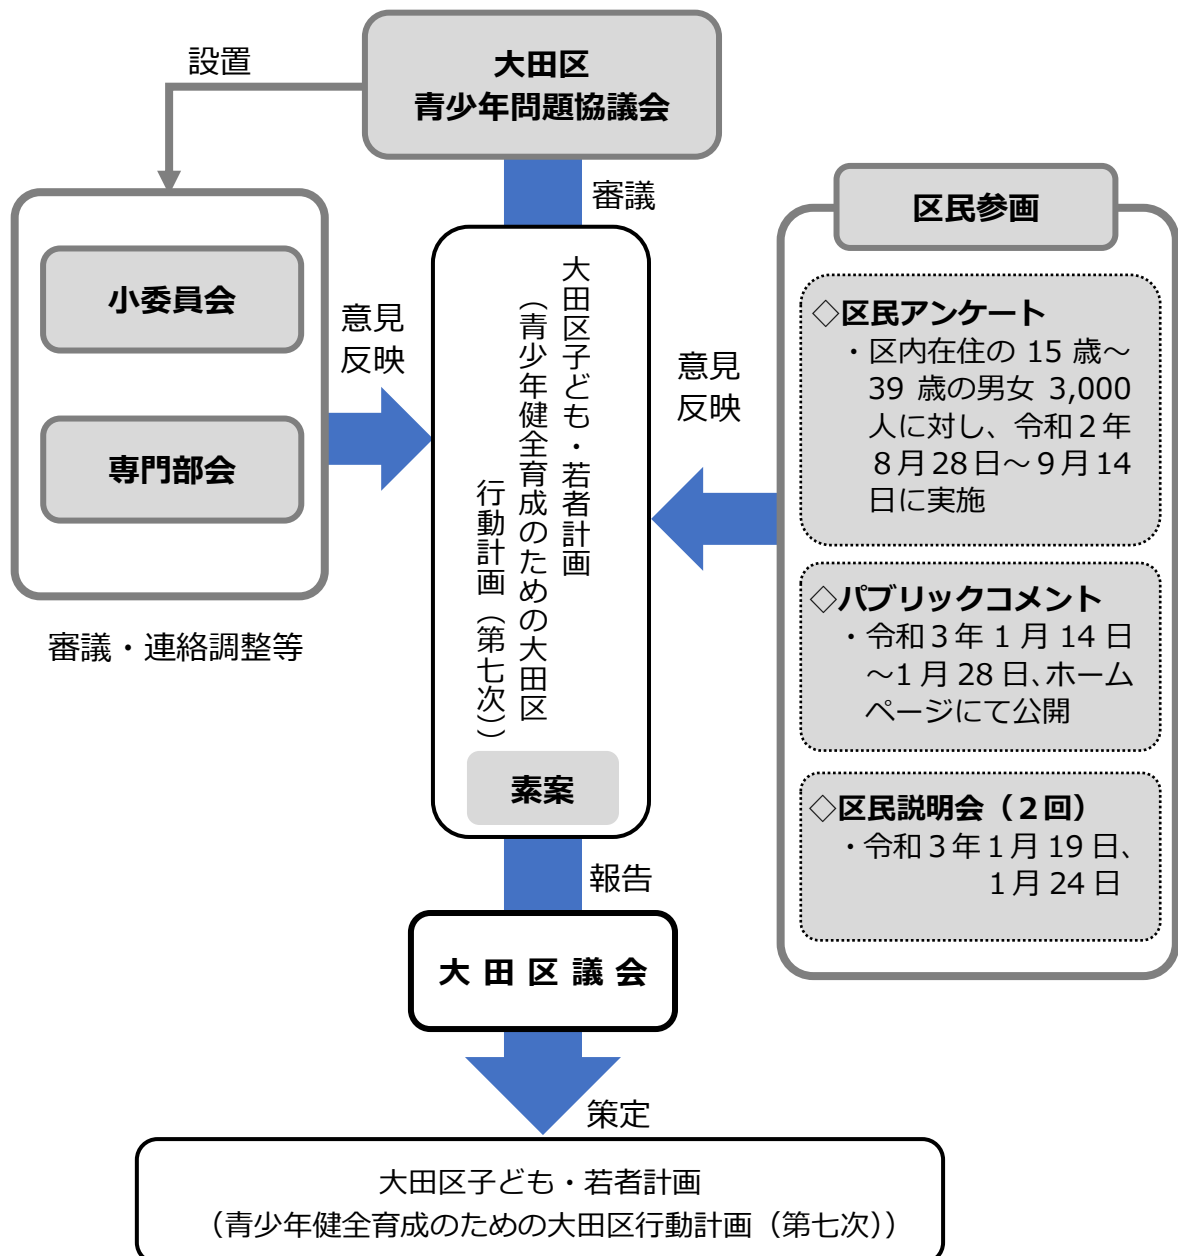 大田区
青少年問題協議会
設置
審議
小委員会
専門部会
審議・連絡調整等
意見
反映
大田区子ども・若者計画
（青少年健全育成のための大田区
行動計画（第七次））
素案
意見
反映
区民参画
◇区民アンケート
・区内在住の 15 歳～
39 歳の男女 3,000
人に対し、令和２年
８月 28日～９月 14
日に実施
◇パブリックコメント
・令和３年 1 月 14 日
～1 月 28 日、ホーム
ページにて公開
◇区民説明会（２回）
・令和３年１月 19 日、
１月 24 日
報告
大 田 区 議 会
策定
大田区子ども・若者計画
（青少年健全育成のための大田区行動計画（第七次））